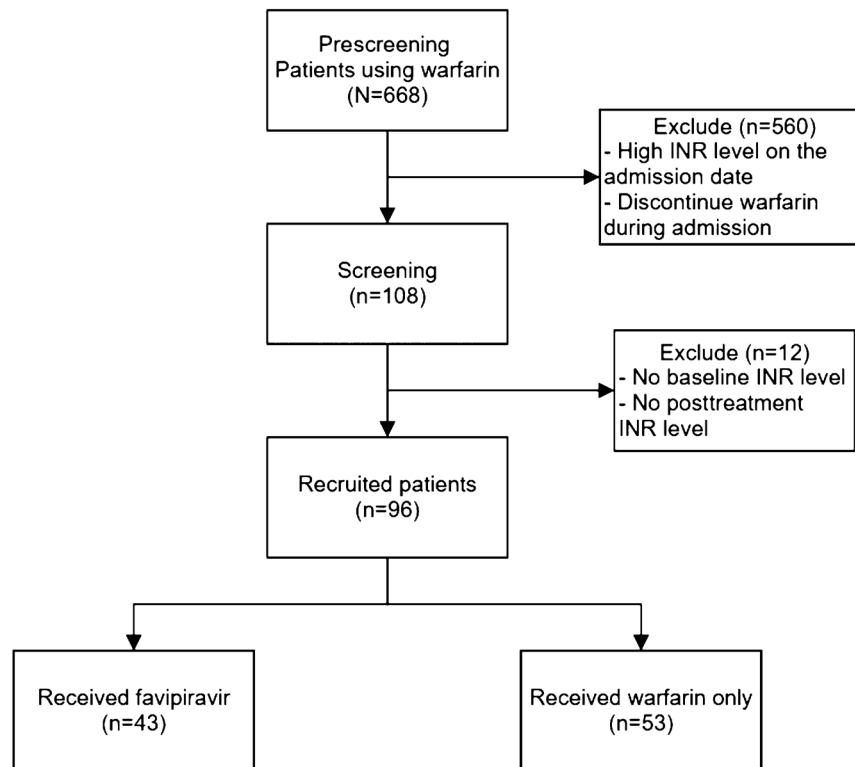 Prescreening
Patients using warfarin
(N=668)
Exclude (n=560)
- High INR level on the
admission date
- Discontinue warfarin
during admission
Screening
(n=108)
Exclude (n=12)
- No baseline INR level
- No posttreatment
INR level
Recruited patients
(n=96)
Received favipiravir
(n=43)
Received warfarin only
(n=53)